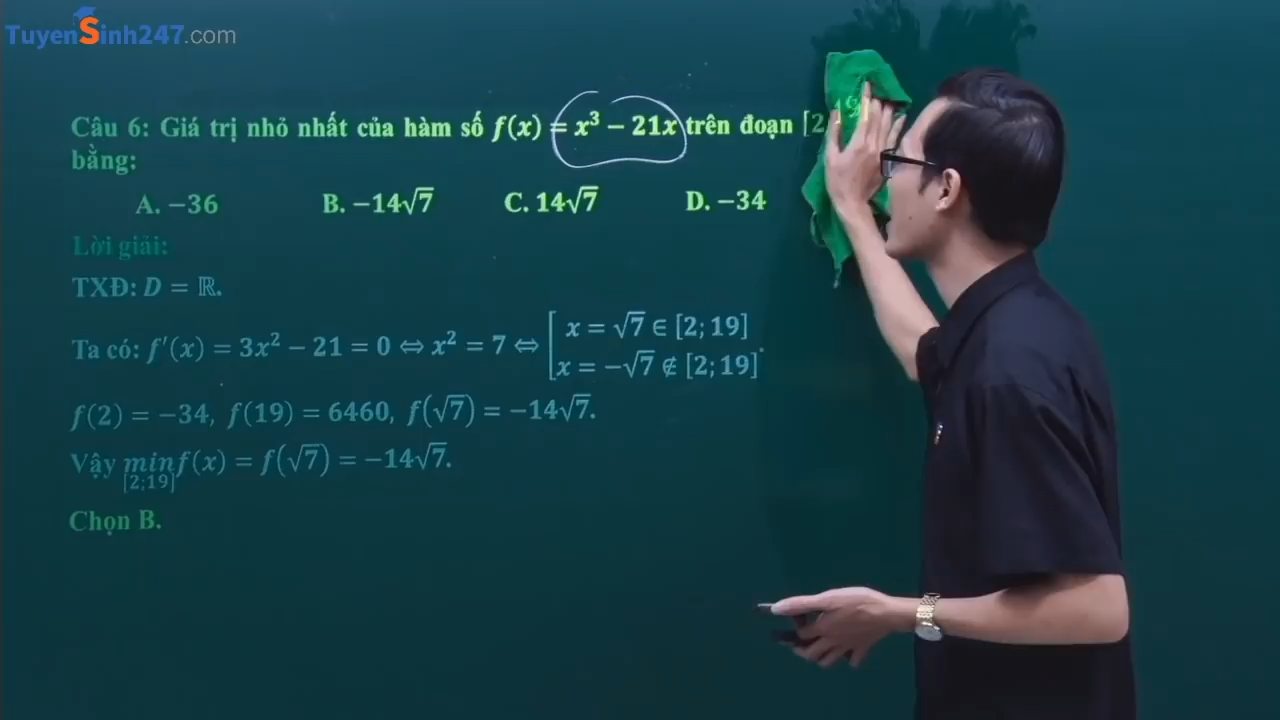 TuyenSinh247.com
Câu 6: Giá trị nhỏ nhất của hàm số f(x) = x³ − 21x trên đoạn [2
bằng:
A. −36 B. −14√7 C. 14√7 D. −34
Lời giải:
TXĐ: D = ℝ.
Ta có: f′(x) = 3x² − 21 = 0 ⇔ x² = 7 ⇔ [ x = √7 ∈ [2; 19]
x = −√7 ∉ [2; 19] .
f(2) = −34, f(19) = 6460, f(√7) = −14√7.
Vậy min f(x) = f(√7) = −14√7.
[2;19]
Chọn B.